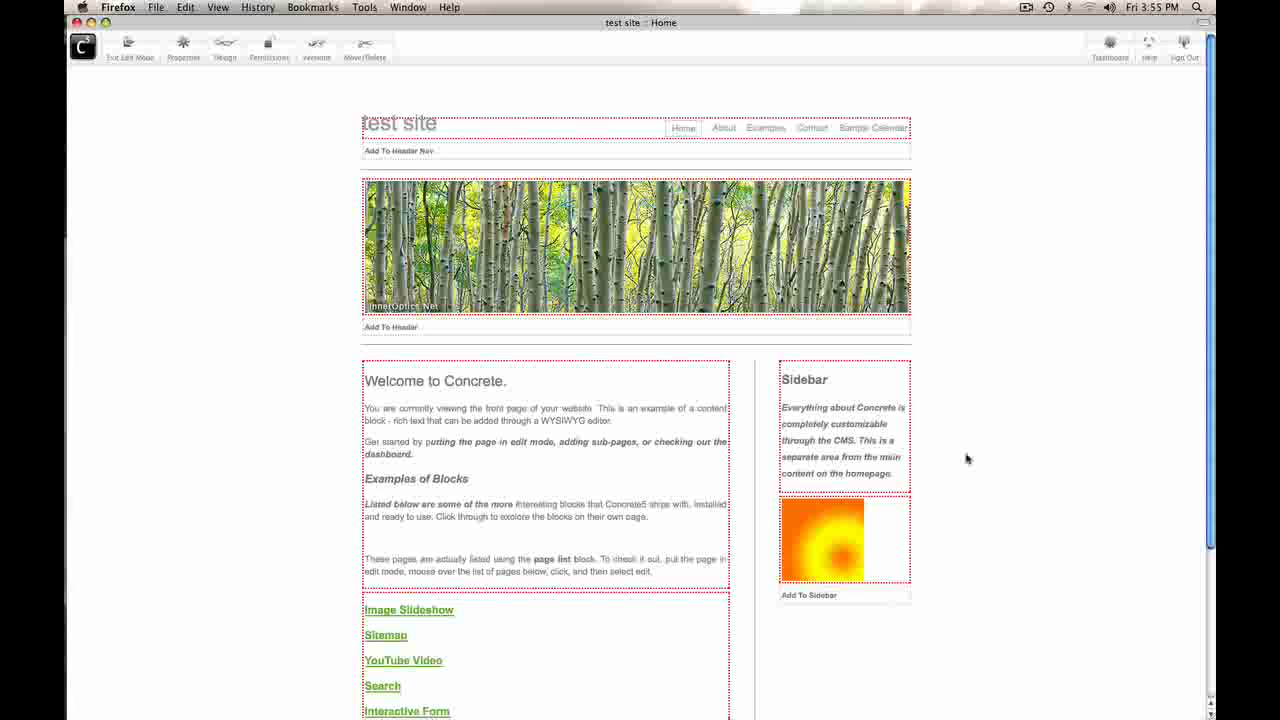 Firefox File Edit View History Bookmarks Tools Window Help Fri 3:55 PM
test site :: Home
Exit Edit Mode Properties Design Permissions Versions Move/Delete Dashboard Help Sign Out
test site
Home About Examples Contact Sample Calendar
Add To Header Nav
InnerOptics.Net
Add To Header
Welcome to Concrete.
You are currently viewing the front page of your website. This is an example of a content
block - rich text that can be added through a WYSIWYG editor.
Get started by putting the page in edit mode, adding sub-pages, or checking out the
dashboard.
Examples of Blocks
Listed below are some of the more interesting blocks that Concrete5 ships with, installed
and ready to use. Click through to explore the blocks on their own page.
These pages are actually listed using the page list block. To check it out, put the page in
edit mode, mouse over the list of pages below, click, and then select edit.
Image Slideshow
Sitemap
YouTube Video
Search
Interactive Form
Sidebar
Everything about Concrete is
completely customizable
through the CMS. This is a
separate area from the main
content on the homepage.
Add To Sidebar